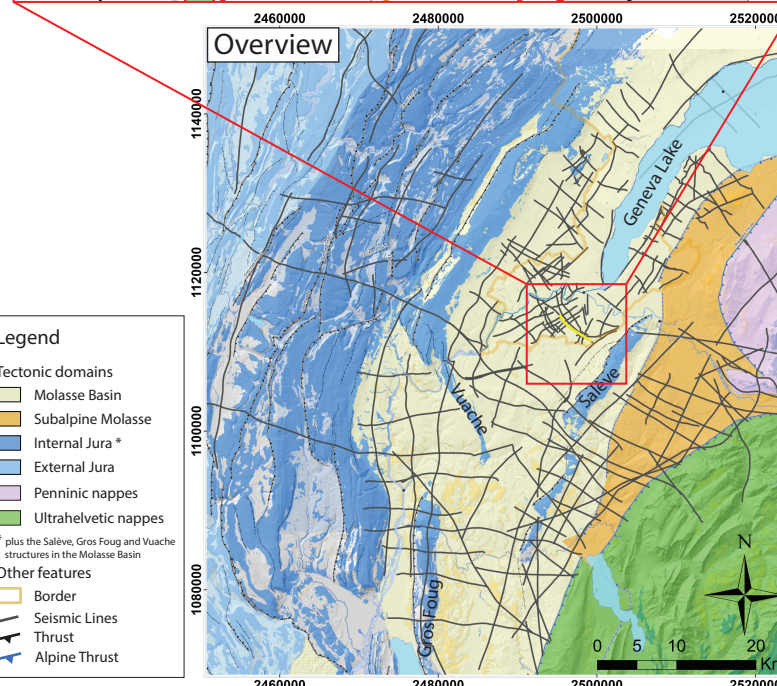 2460000 2480000 2500000 2520000
Overview
1140000
1120000
1100000
1080000
Geneva Lake
Salève
Vuache
Gros Foug
Legend
Tectonic domains
Molasse Basin
Subalpine Molasse
Internal Jura *
External Jura
Penninic nappes
Ultrahelvetic nappes
* plus the Salève, Gros Foug and Vuache
structures in the Molasse Basin
Other features
Border
Seismic Lines
Thrust
Alpine Thrust
N
0 5 10 20
Km
2460000 2480000 2500000 2520000